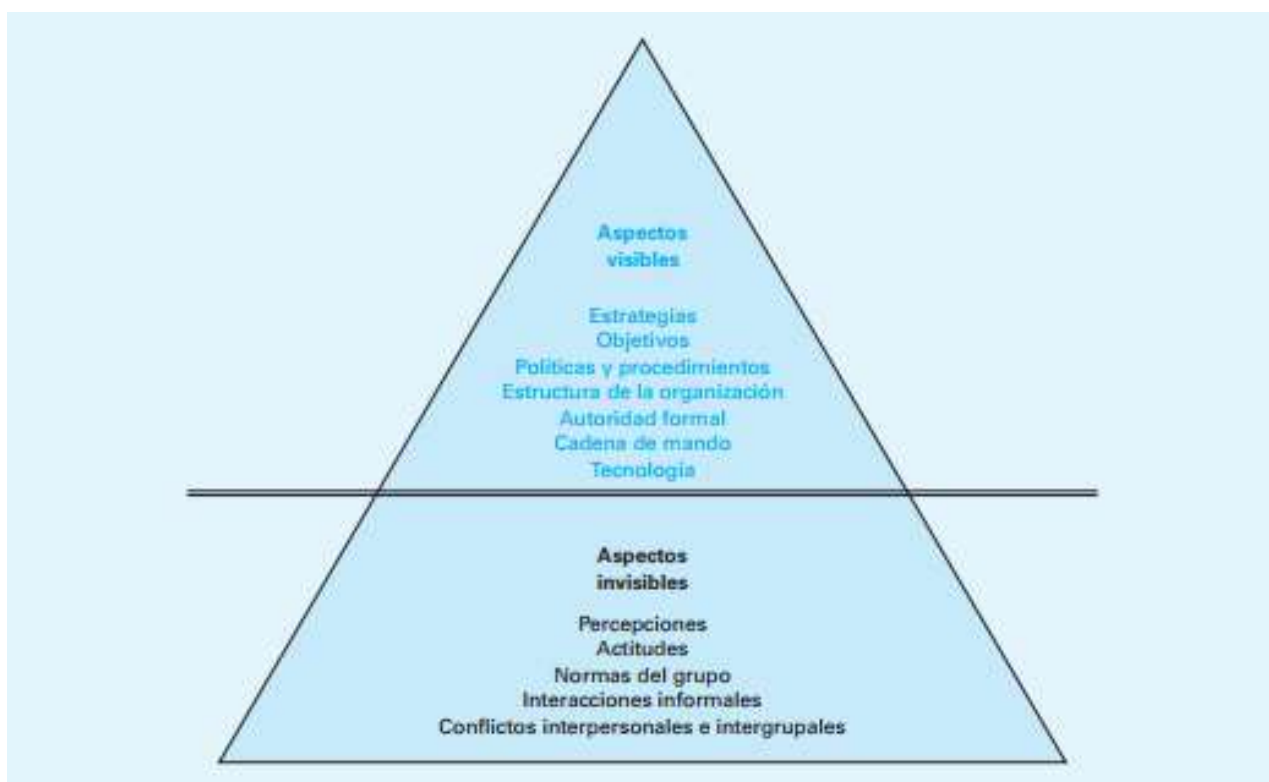 Aspectos
visibles
Estrategias
Objetivos
Políticas y procedimientos
Estructura de la organización
Autoridad formal
Cadena de mando
Tecnología
Aspectos
invisibles
Percepciones
Actitudes
Normas del grupo
Interacciones informales
Conflictos interpersonales e intergrupales